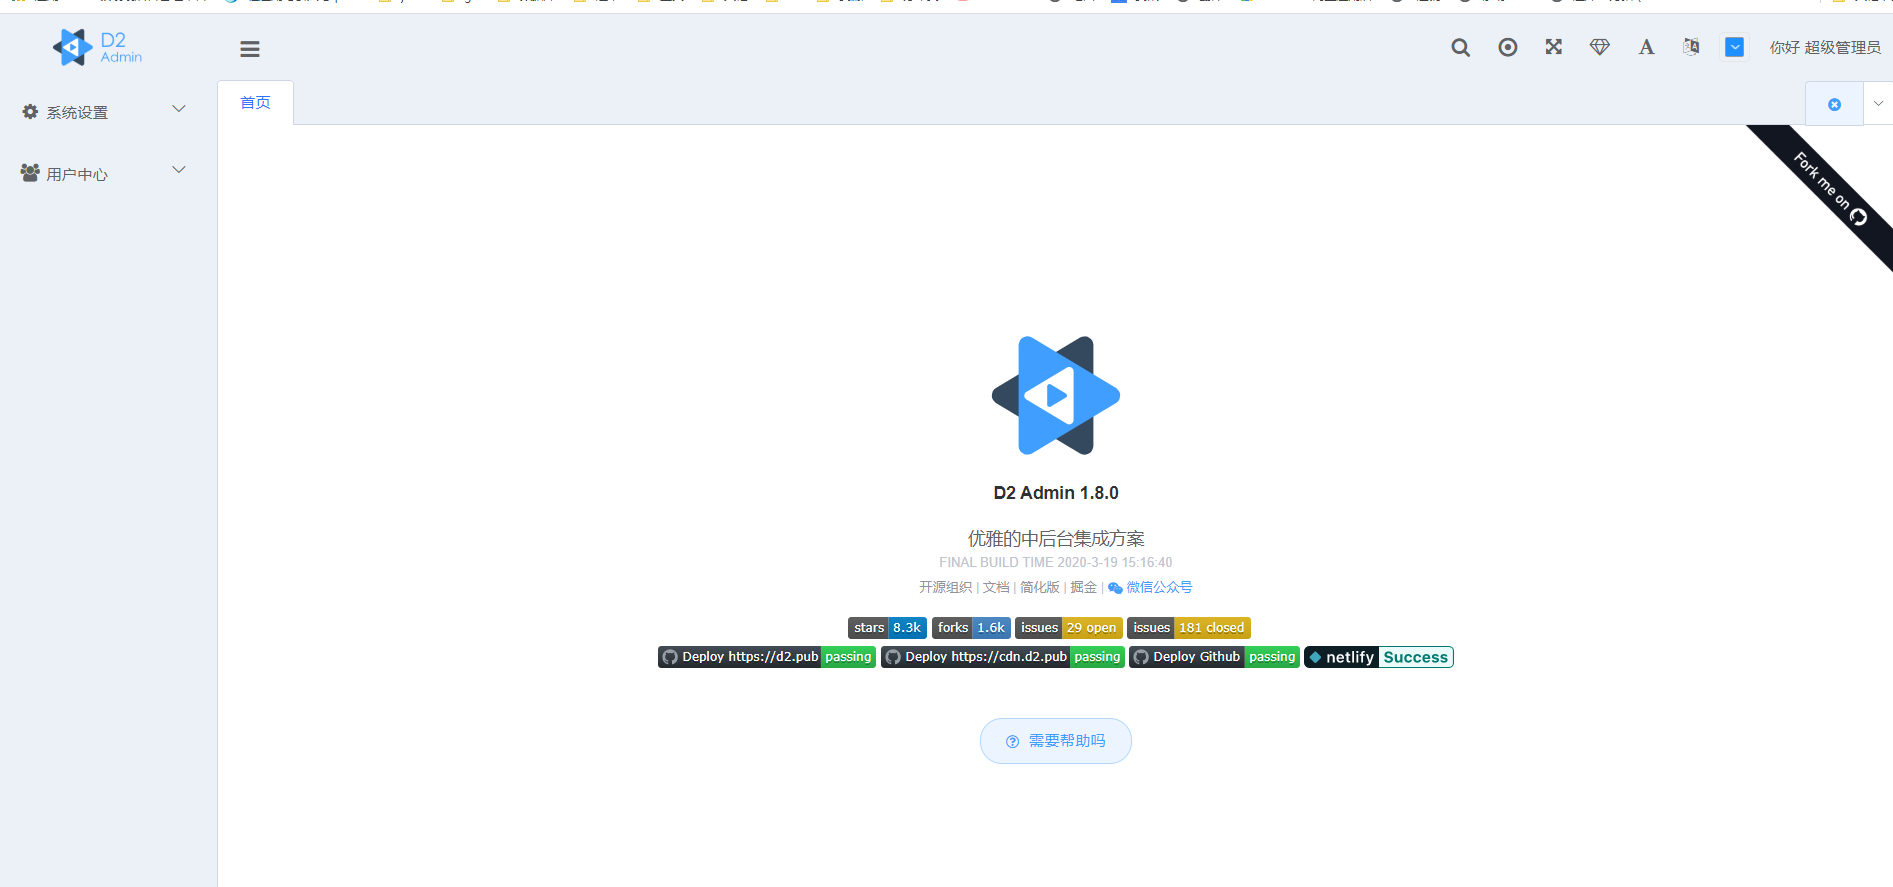 D2
Admin
你好 超级管理员
首页
系统设置
用户中心
Fork me on
D2 Admin 1.8.0
优雅的中后台集成方案
FINAL BUILD TIME 2020-3-19 15:16:40
开源组织 | 文档 | 简化版 | 掘金 | 微信公众号
stars 8.3k forks 1.6k issues 29 open issues 181 closed
Deploy https://d2.pub passing Deploy https://cdn.d2.pub passing Deploy Github passing netlify Success
需要帮助吗